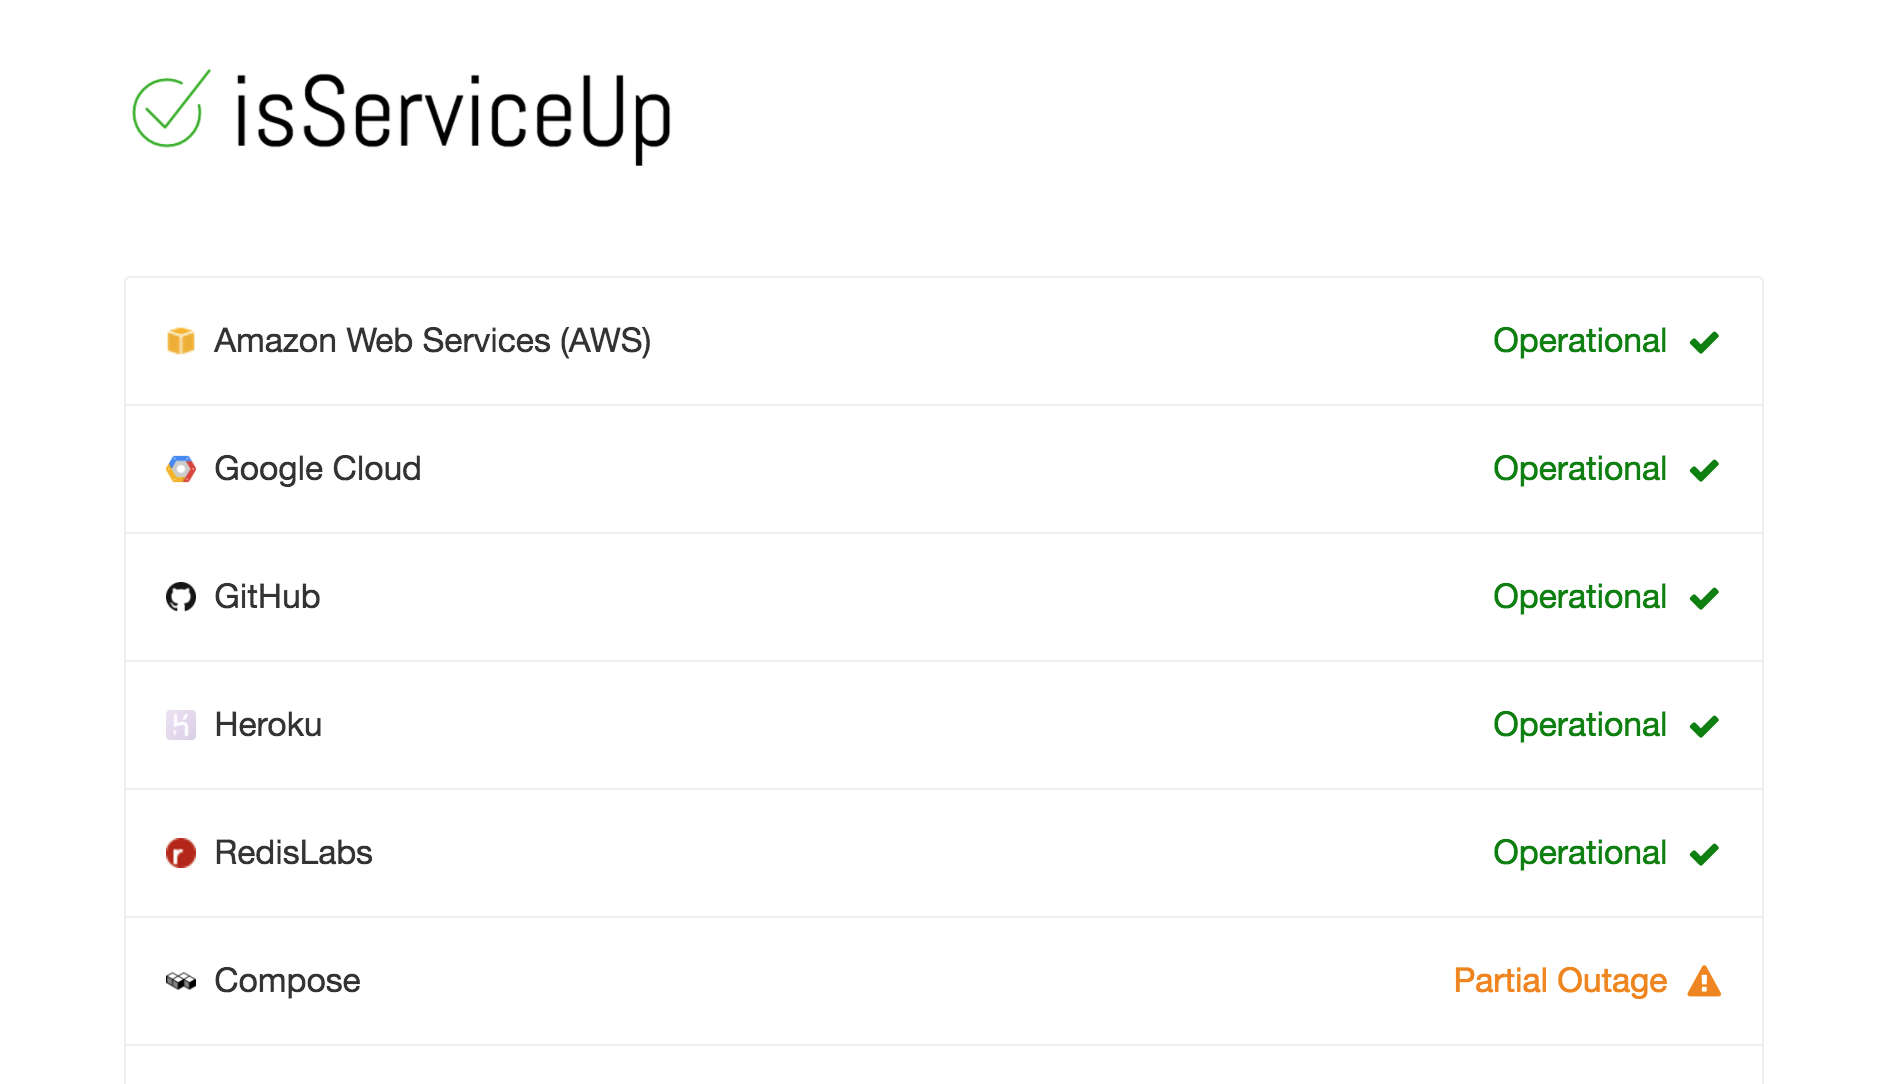 isServiceUp
Amazon Web Services (AWS) Operational
Google Cloud Operational
GitHub Operational
Heroku Operational
RedisLabs Operational
Compose Partial Outage